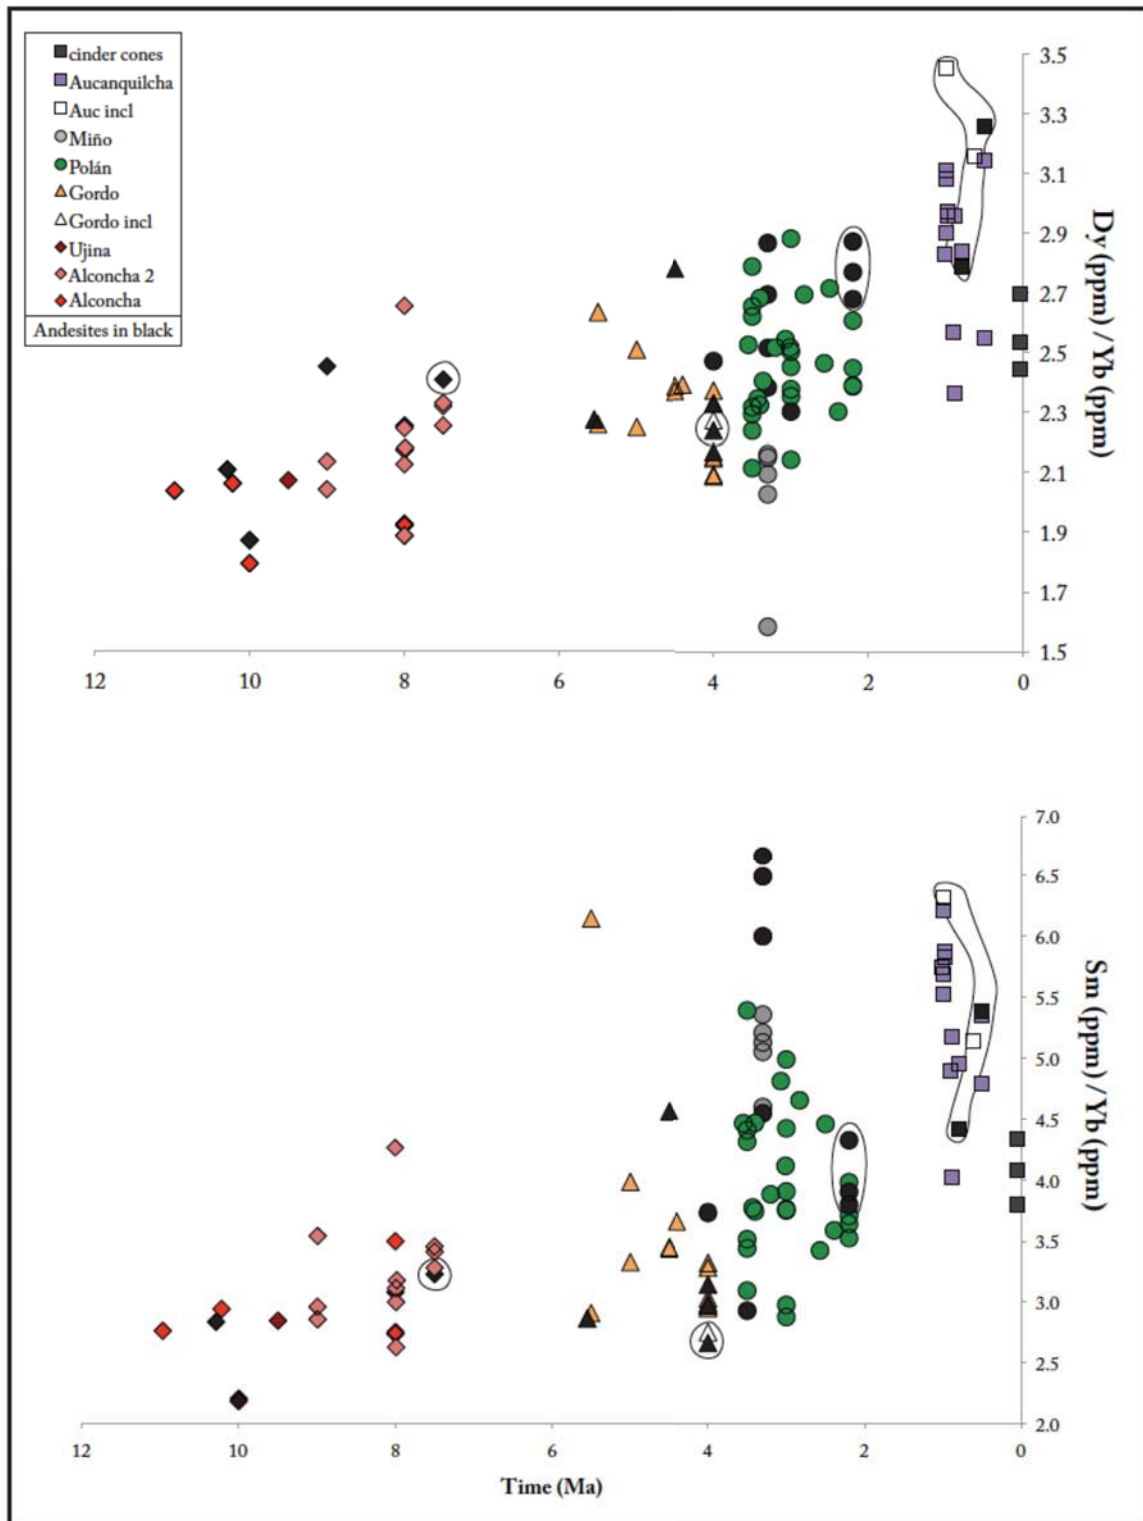 cinder cones
Aucanquilcha
Auc incl
Miño
Polán
Gordo
Gordo incl
Ujina
Alconcha 2
Alconcha
Andesites in black
3.5
3.3
3.1
2.9
2.7
2.5
2.3
2.1
1.9
1.7
1.5
Dy (ppm) / Yb (ppm)
12 10 8 6 4 2 0
7.0
6.5
6.0
5.5
5.0
4.5
4.0
3.5
3.0
2.5
2.0
Sm (ppm) / Yb (ppm)
12 10 8 6 4 2 0
Time (Ma)